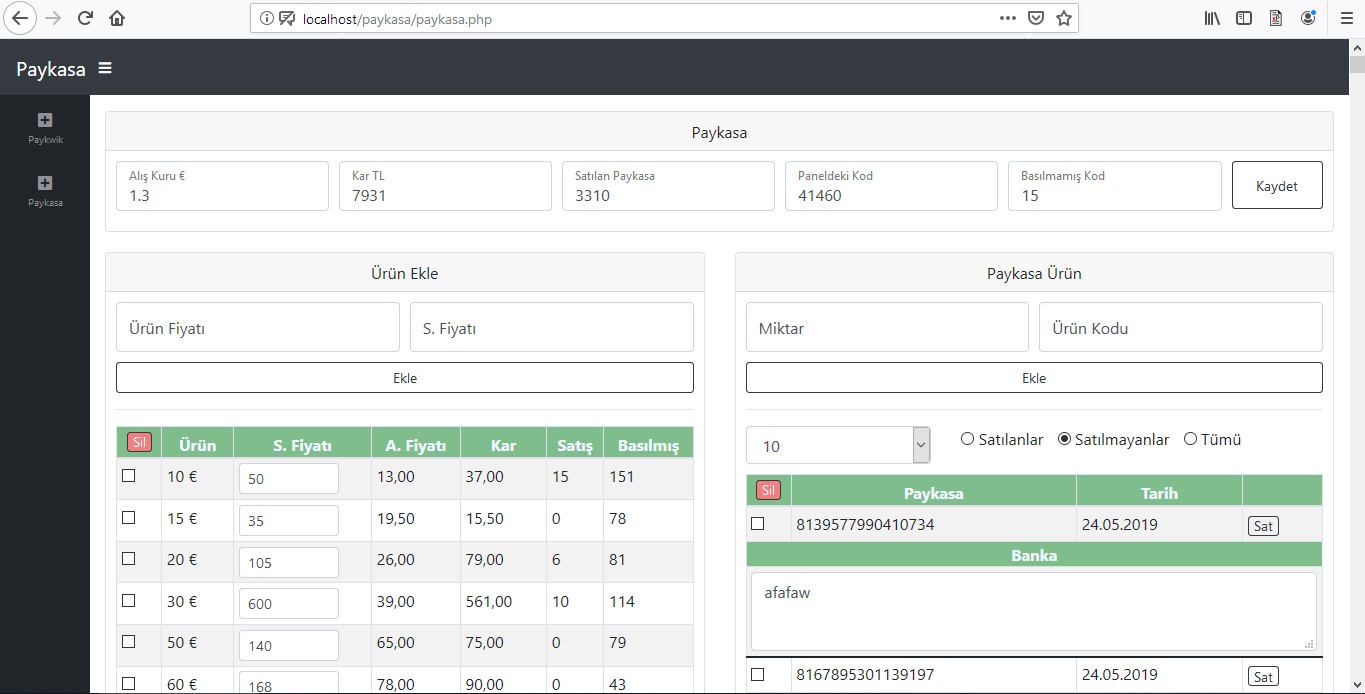 localhost/paykasa/paykasa.php
Paykasa
Paykwik
Paykasa
Paykasa
Alış Kuru €
1.3
Kar TL
7931
Satılan Paykasa
3310
Paneldeki Kod
41460
Basılmamış Kod
15
Kaydet
Ürün Ekle
Ürün Fiyatı
S. Fiyatı
Ekle
Sil Ürün S. Fiyatı A. Fiyatı Kar Satış Basılmış
10 € 50 13,00 37,00 15 151
15 € 35 19,50 15,50 0 78
20 € 105 26,00 79,00 6 81
30 € 600 39,00 561,00 10 114
50 € 140 65,00 75,00 0 79
60 € 168 78,00 90,00 0 43
Paykasa Ürün
Miktar
Ürün Kodu
Ekle
10 Satılanlar Satılmayanlar Tümü
Sil Paykasa Tarih
8139577990410734 24.05.2019 Sat
Banka
afafaw
8167895301139197 24.05.2019 Sat